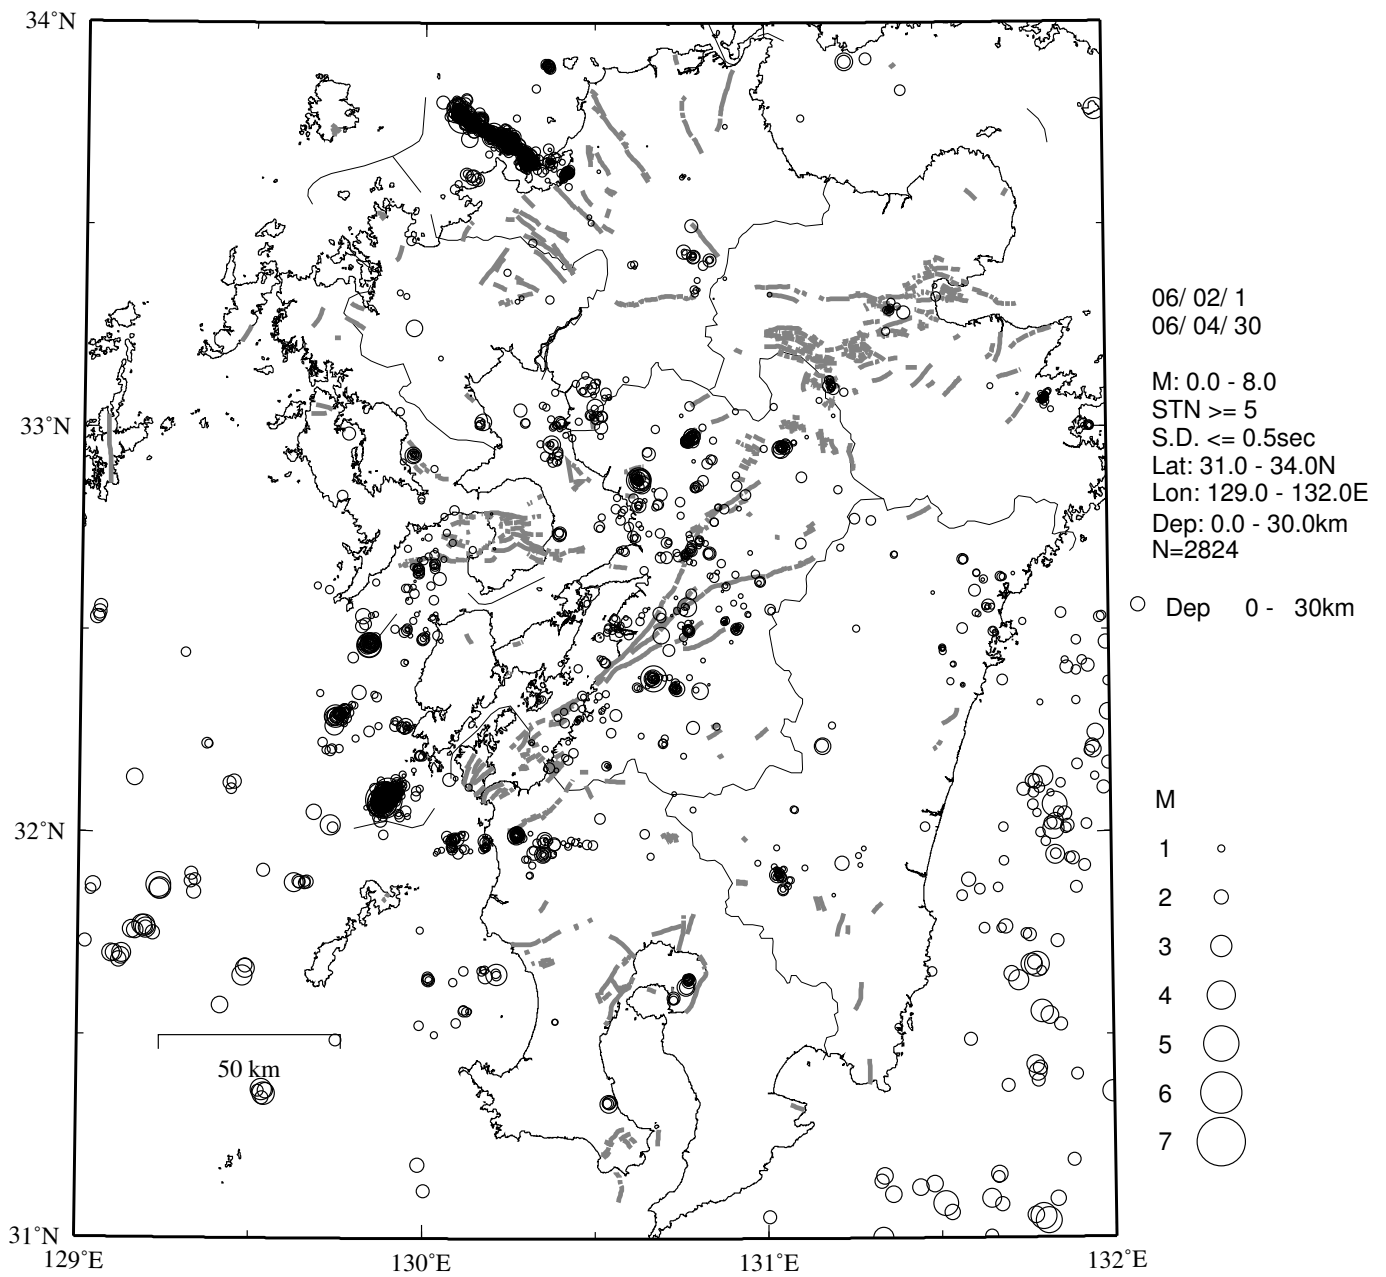 34°N
33°N
32°N
31°N
129°E
130°E
131°E
132°E
50 km
06/ 02/ 1
06/ 04/ 30
M: 0.0 - 8.0
STN >= 5
S.D. <= 0.5sec
Lat: 31.0 - 34.0N
Lon: 129.0 - 132.0E
Dep: 0.0 - 30.0km
N=2824
Dep 0 - 30km
M
1
2
3
4
5
6
7